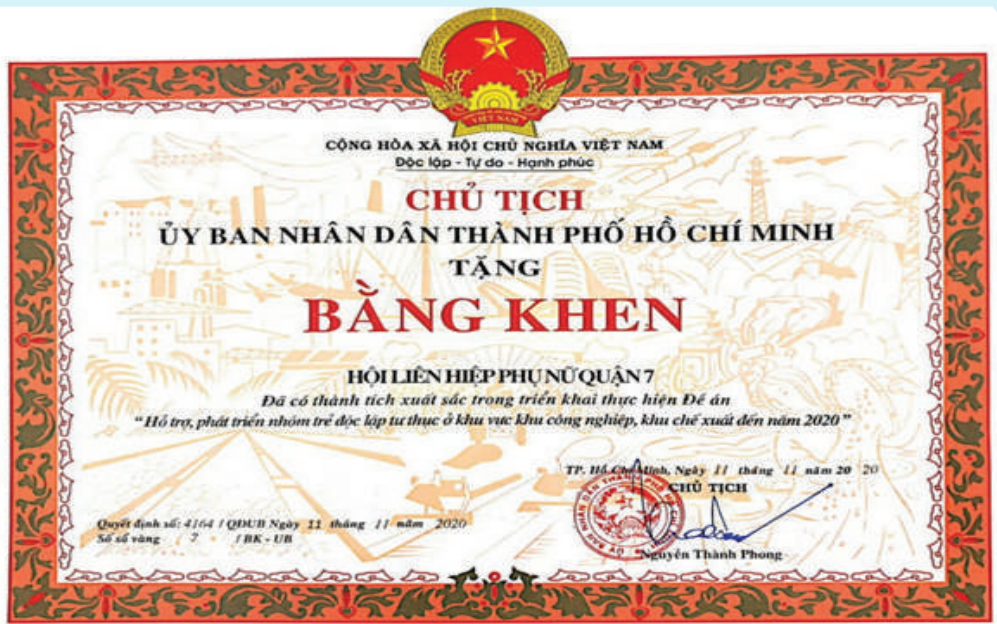 VIỆT NAM
CỘNG HÒA XÃ HỘI CHỦ NGHĨA VIỆT NAM
Độc lập - Tự do - Hạnh phúc
CHỦ TỊCH
ỦY BAN NHÂN DÂN THÀNH PHỐ HỒ CHÍ MINH
TẶNG
BẰNG KHEN
HỘI LIÊN HIỆP PHỤ NỮ QUẬN 7
Đã có thành tích xuất sắc trong triển khai thực hiện Đề án
"Hỗ trợ, phát triển nhóm trẻ độc lập tư thục ở khu vực khu công nghiệp, khu chế xuất đến năm 2020"
TP. Hồ Chí Minh, Ngày 11 tháng 11 năm 20 20
CHỦ TỊCH
Quyết định số: 4164 / QĐUB Ngày 11 tháng 11 năm 2020
Số sổ vàng 7 / BK - UB
Nguyễn Thành Phong